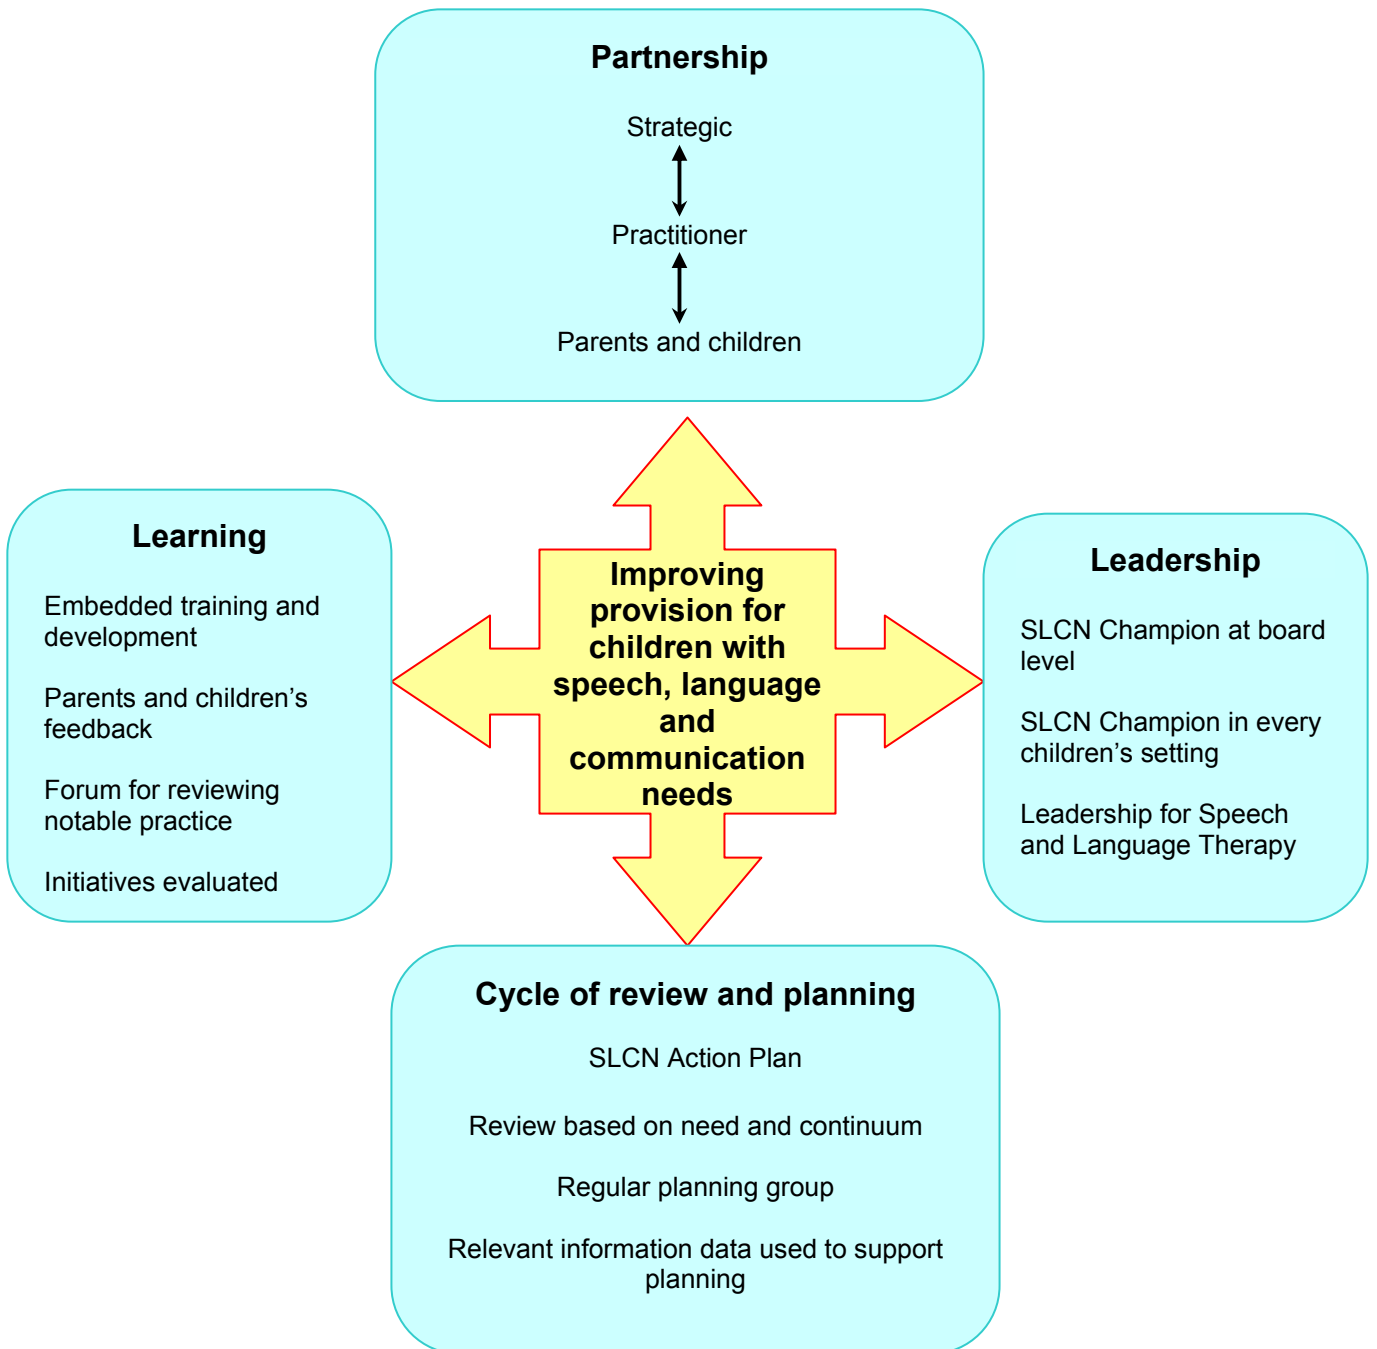 Partnership
Strategic
Practitioner
Parents and children
Learning
Embedded training and
development
Parents and children’s
feedback
Forum for reviewing
notable practice
Initiatives evaluated
Improving
provision for
children with
speech, language
and
communication
needs
Leadership
SLCN Champion at board
level
SLCN Champion in every
children’s setting
Leadership for Speech
and Language Therapy
Cycle of review and planning
SLCN Action Plan
Review based on need and continuum
Regular planning group
Relevant information data used to support
planning